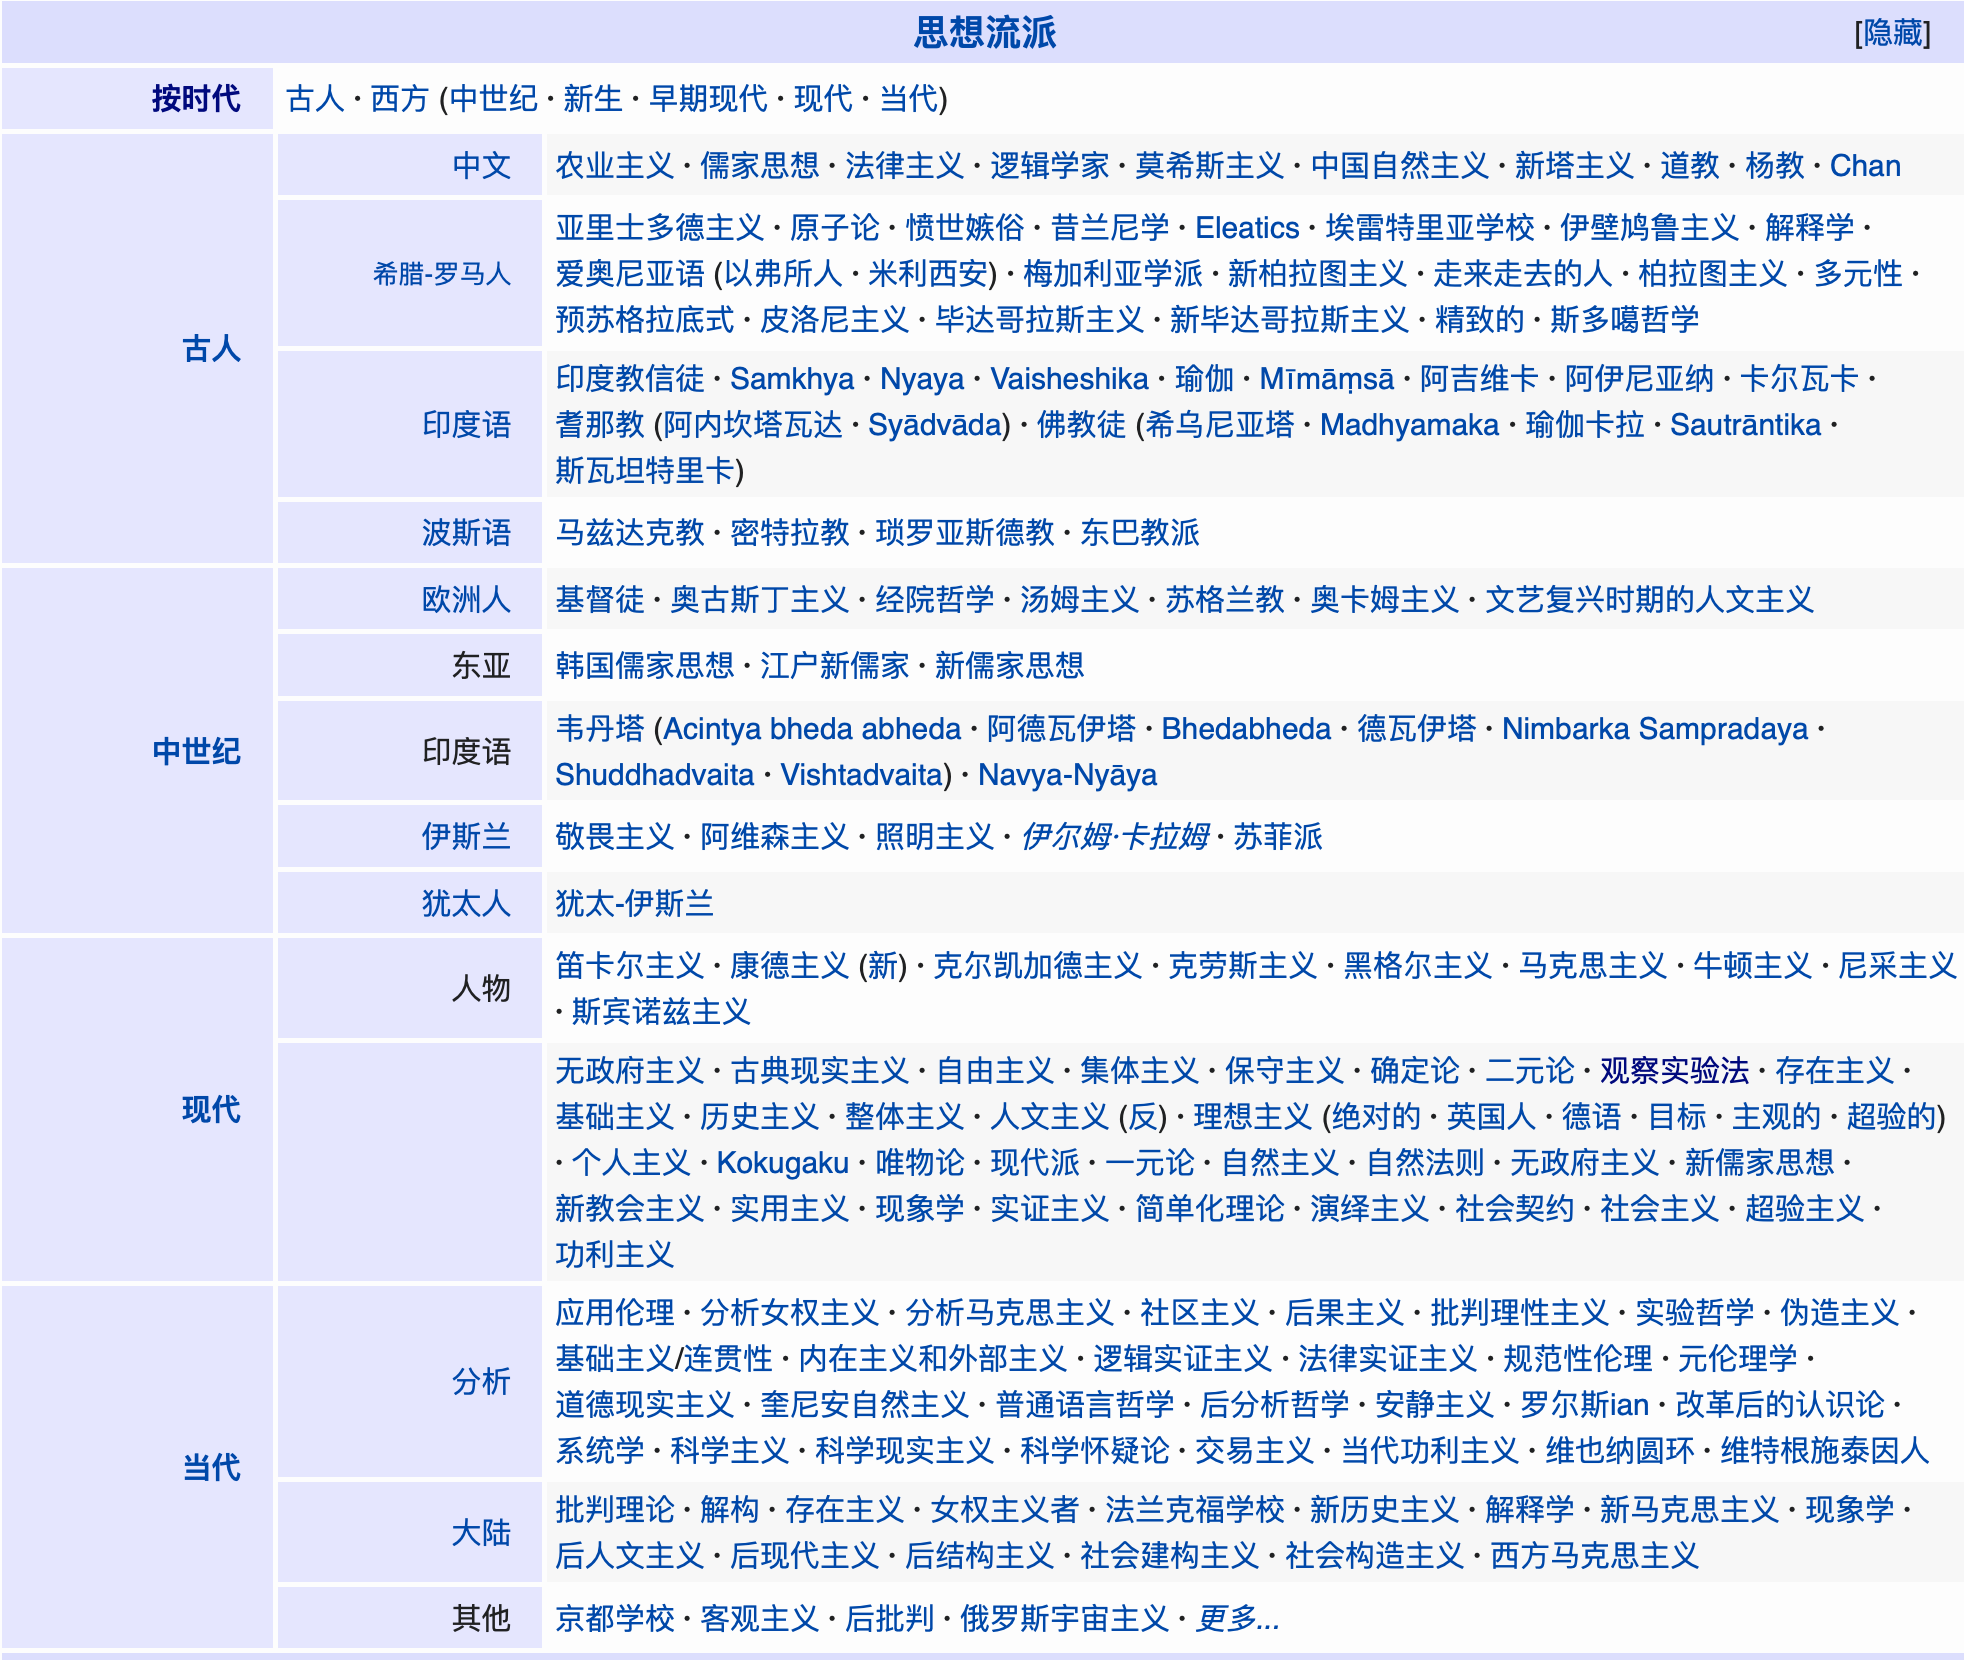 思想流派
[隐藏]
按时代
古人 · 西方 (中世纪 · 新生 · 早期现代 · 现代 · 当代)
古人
中文
农业主义 · 儒家思想 · 法律主义 · 逻辑学家 · 莫希斯主义 · 中国自然主义 · 新塔主义 · 道教 · 杨教 · Chan
希腊-罗马人
亚里士多德主义 · 原子论 · 愤世嫉俗 · 昔兰尼学 · Eleatics · 埃雷特里亚学校 · 伊壁鸠鲁主义 · 解释学 ·
爱奥尼亚语 (以弗所人 · 米利西安) · 梅加利亚学派 · 新柏拉图主义 · 走来走去的人 · 柏拉图主义 · 多元性 ·
预苏格拉底式 · 皮洛尼主义 · 毕达哥拉斯主义 · 新毕达哥拉斯主义 · 精致的 · 斯多噶哲学
印度语
印度教信徒 · Samkhya · Nyaya · Vaisheshika · 瑜伽 · Mīmāṃsā · 阿吉维卡 · 阿伊尼亚纳 · 卡尔瓦卡 ·
耆那教 (阿内坎塔瓦达 · Syādvāda) · 佛教徒 (希乌尼亚塔 · Madhyamaka · 瑜伽卡拉 · Sautrāntika ·
斯瓦坦特里卡)
波斯语
马兹达克教 · 密特拉教 · 琐罗亚斯德教 · 东巴教派
中世纪
欧洲人
基督徒 · 奥古斯丁主义 · 经院哲学 · 汤姆主义 · 苏格兰教 · 奥卡姆主义 · 文艺复兴时期的人文主义
东亚
韩国儒家思想 · 江户新儒家 · 新儒家思想
印度语
韦丹塔 (Acintya bheda abheda · 阿德瓦伊塔 · Bhedabheda · 德瓦伊塔 · Nimbarka Sampradaya ·
Shuddhadvaita · Vishtadvaita) · Navya-Nyāya
伊斯兰
敬畏主义 · 阿维森主义 · 照明主义 · 伊尔姆·卡拉姆 · 苏菲派
犹太人
犹太-伊斯兰
现代
人物
笛卡尔主义 · 康德主义 (新) · 克尔凯加德主义 · 克劳斯主义 · 黑格尔主义 · 马克思主义 · 牛顿主义 · 尼采主义
· 斯宾诺兹主义
无政府主义 · 古典现实主义 · 自由主义 · 集体主义 · 保守主义 · 确定论 · 二元论 · 观察实验法 · 存在主义 ·
基础主义 · 历史主义 · 整体主义 · 人文主义 (反) · 理想主义 (绝对的 · 英国人 · 德语 · 目标 · 主观的 · 超验的)
· 个人主义 · Kokugaku · 唯物论 · 现代派 · 一元论 · 自然主义 · 自然法则 · 无政府主义 · 新儒家思想 ·
新教会主义 · 实用主义 · 现象学 · 实证主义 · 简单化理论 · 演绎主义 · 社会契约 · 社会主义 · 超验主义 ·
功利主义
当代
分析
应用伦理 · 分析女权主义 · 分析马克思主义 · 社区主义 · 后果主义 · 批判理性主义 · 实验哲学 · 伪造主义 ·
基础主义/连贯性 · 内在主义和外部主义 · 逻辑实证主义 · 法律实证主义 · 规范性伦理 · 元伦理学 ·
道德现实主义 · 奎尼安自然主义 · 普通语言哲学 · 后分析哲学 · 安静主义 · 罗尔斯ian · 改革后的认识论 ·
系统学 · 科学主义 · 科学现实主义 · 科学怀疑论 · 交易主义 · 当代功利主义 · 维也纳圆环 · 维特根施泰因人
大陆
批判理论 · 解构 · 存在主义 · 女权主义者 · 法兰克福学校 · 新历史主义 · 解释学 · 新马克思主义 · 现象学 ·
后人文主义 · 后现代主义 · 后结构主义 · 社会建构主义 · 社会构造主义 · 西方马克思主义
其他
京都学校 · 客观主义 · 后批判 · 俄罗斯宇宙主义 · 更多...